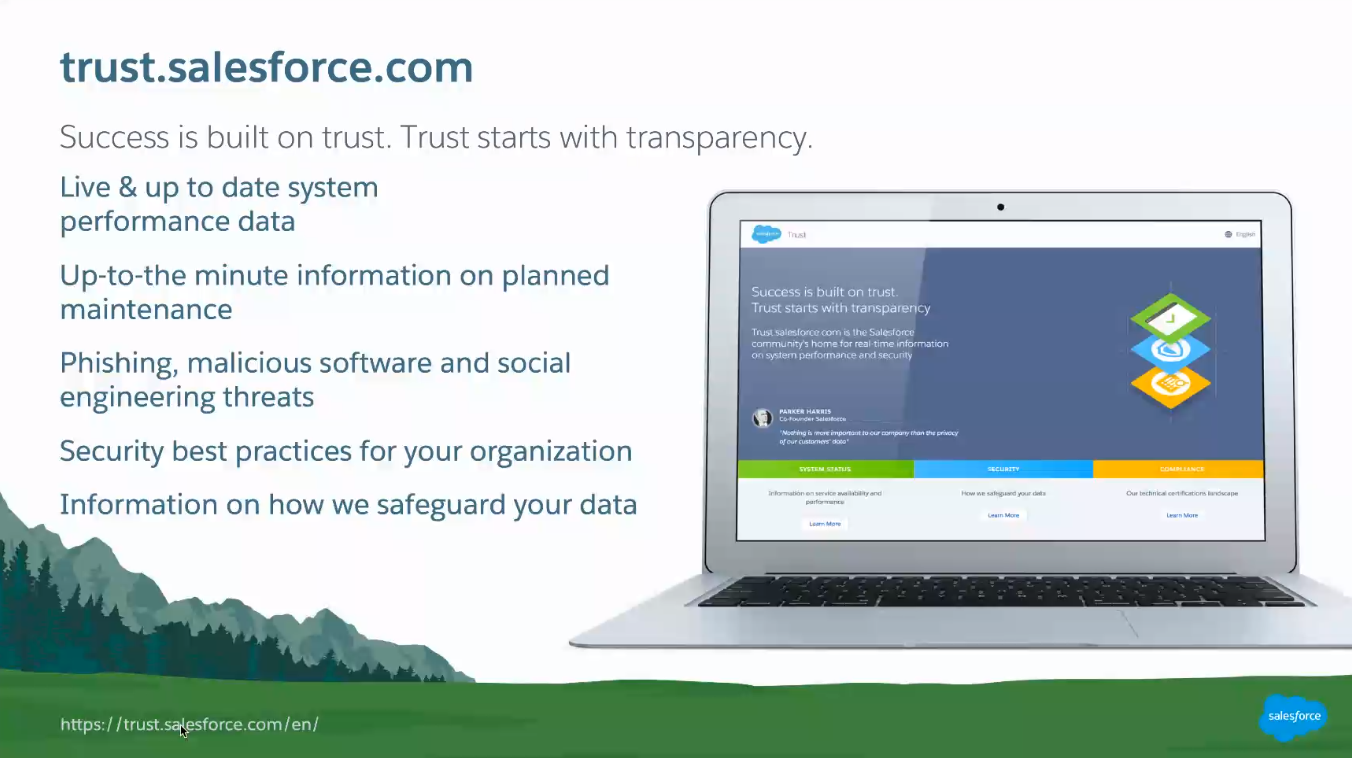 trust.salesforce.com
Success is built on trust. Trust starts with transparency.
Live & up to date system
performance data
Up-to-the minute information on planned
maintenance
Phishing, malicious software and social
engineering threats
Security best practices for your organization
Information on how we safeguard your data
salesforce Trust English
Success is built on trust.
Trust starts with transparency
Trust.salesforce.com is the Salesforce
community's home for real-time information
on system performance and security
PARKER HARRIS
Co-Founder Salesforce
"Nothing is more important to our company than the privacy
of our customers' data"
SYSTEM STATUS
Information on service availability and
performance
Learn More
SECURITY
How we safeguard your data
Learn More
COMPLIANCE
Our technical certifications landscape
Learn More
https://trust.salesforce.com/en/
salesforce